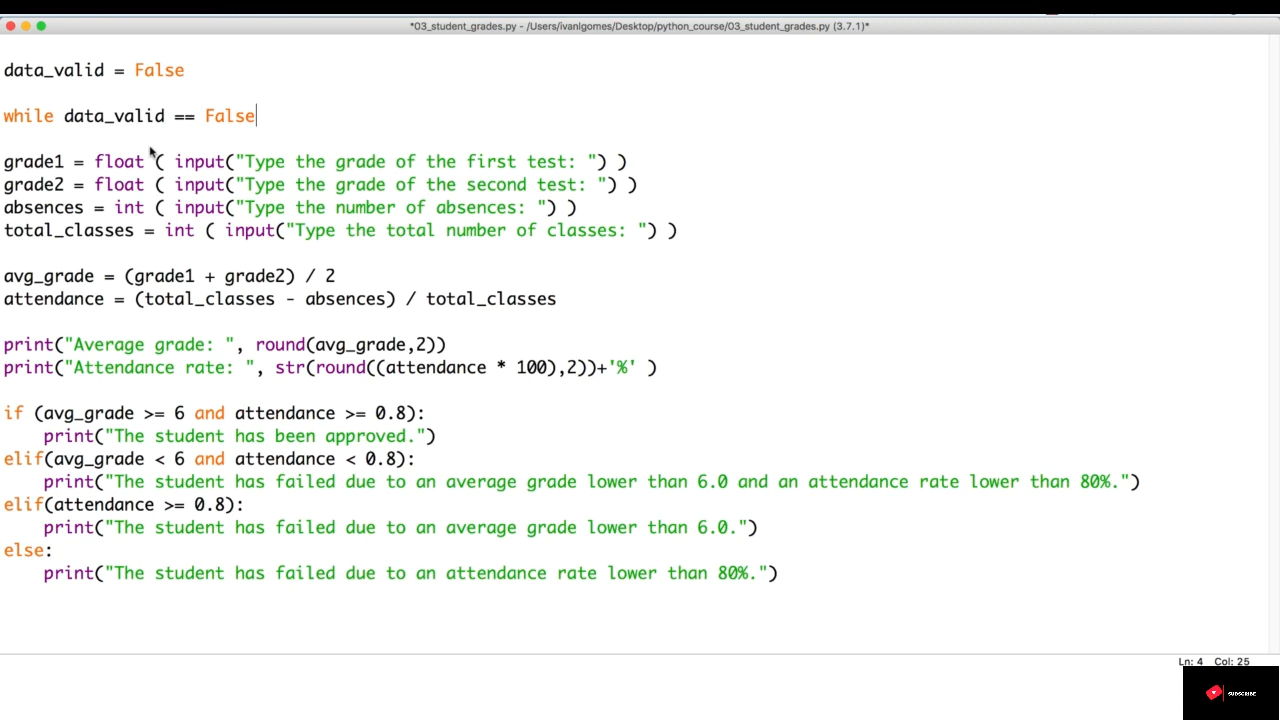 *03_student_grades.py - /Users/ivanlgomes/Desktop/python_course/03_student_grades.py (3.7.1)*
data_valid = False
while data_valid == False
grade1 = float ( input("Type the grade of the first test: ") )
grade2 = float ( input("Type the grade of the second test: ") )
absences = int ( input("Type the number of absences: ") )
total_classes = int ( input("Type the total number of classes: ") )
avg_grade = (grade1 + grade2) / 2
attendance = (total_classes - absences) / total_classes
print("Average grade: ", round(avg_grade,2))
print("Attendance rate: ", str(round((attendance * 100),2))+'%' )
if (avg_grade >= 6 and attendance >= 0.8):
    print("The student has been approved.")
elif(avg_grade < 6 and attendance < 0.8):
    print("The student has failed due to an average grade lower than 6.0 and an attendance rate lower than 80%.")
elif(attendance >= 0.8):
    print("The student has failed due to an average grade lower than 6.0.")
else:
    print("The student has failed due to an attendance rate lower than 80%.")
Ln: 4 Col: 25
SUBSCRIBE